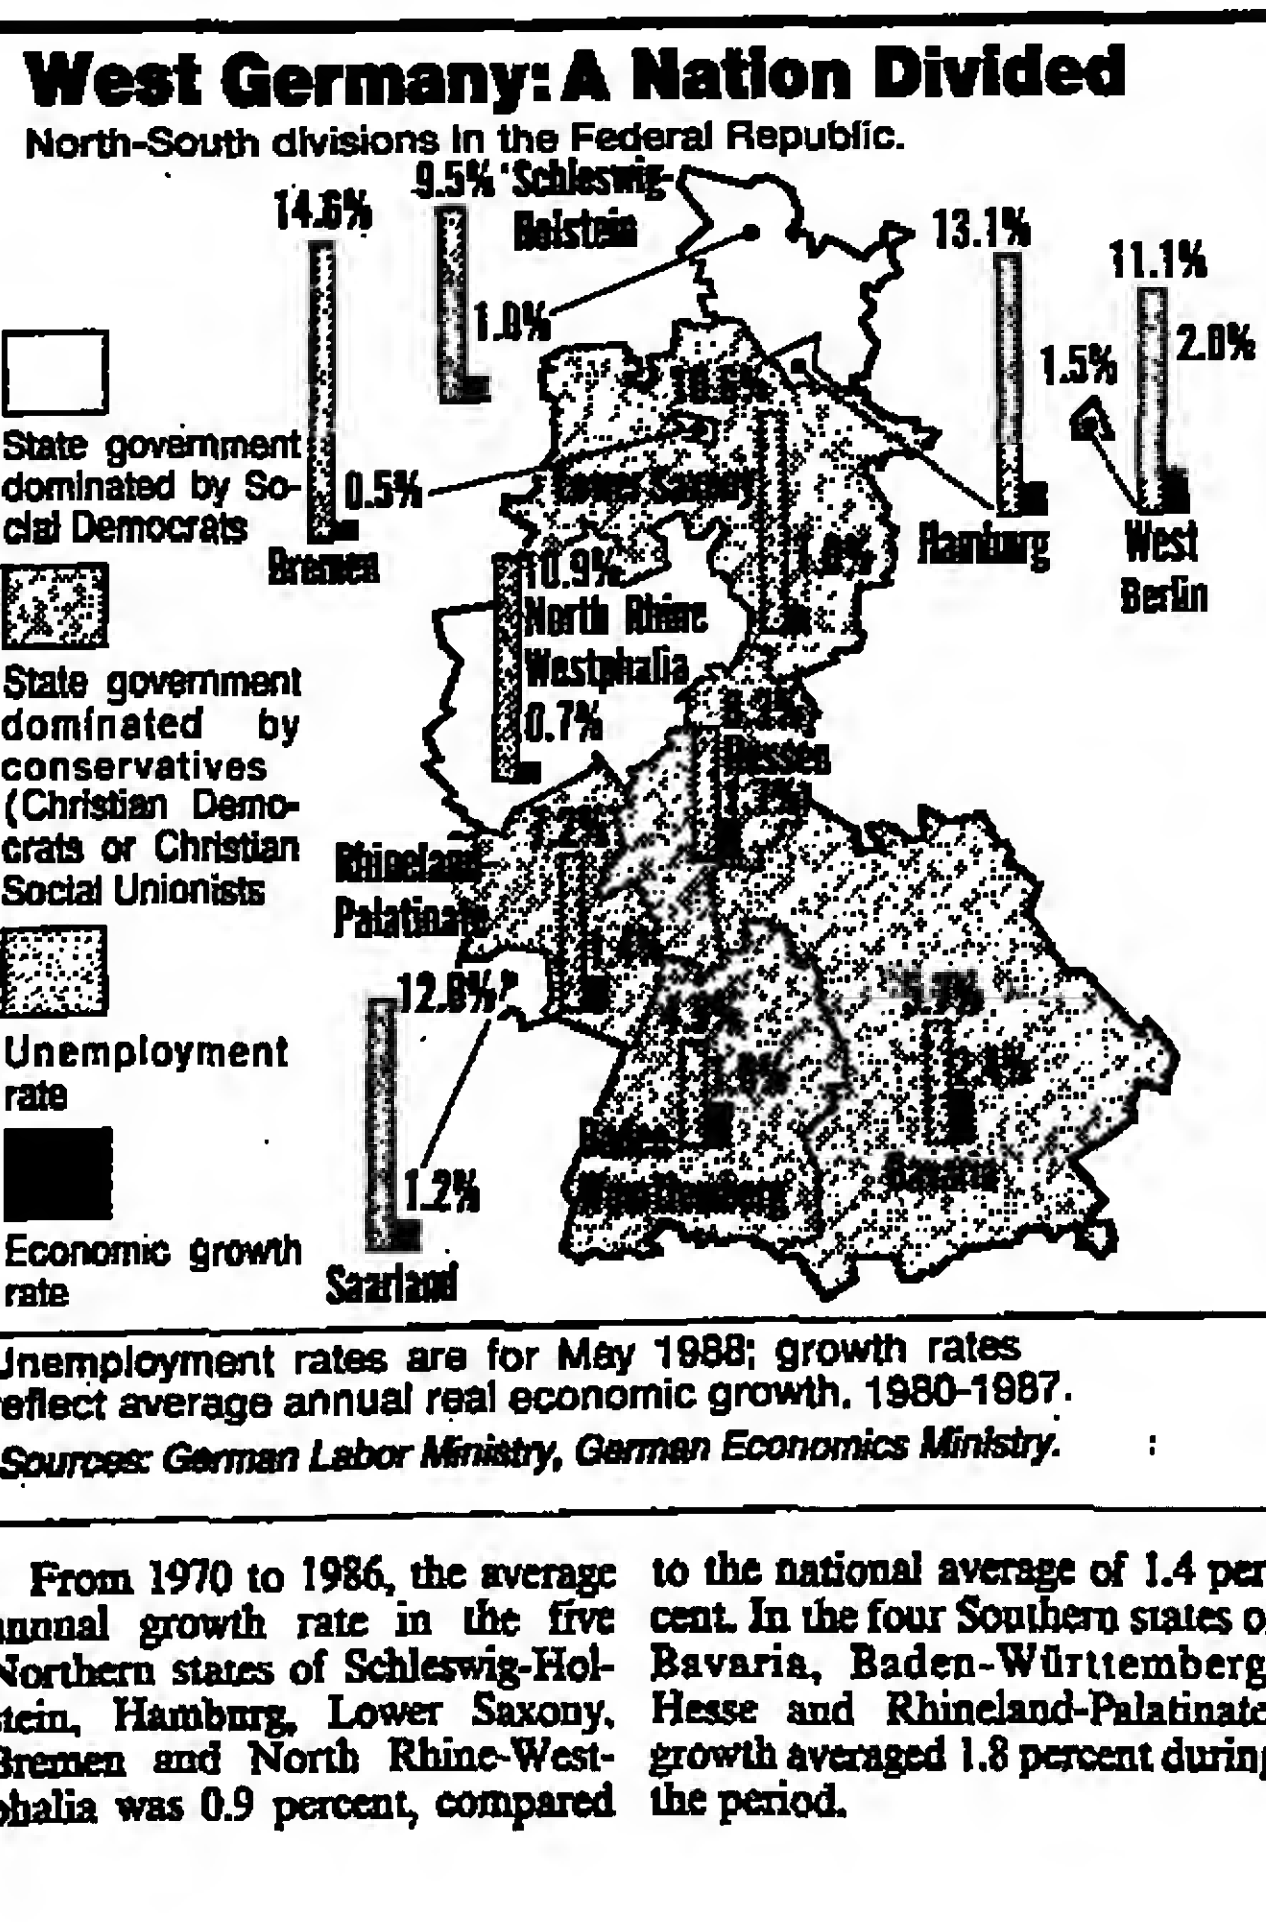 West Germany: A Nation Divided
North-South divisions in the Federal Republic.
14.6%
0.5%
Bremen
9.5%
Schleswig-
Holstein
1.0%
13.1%
1.5%
Hamburg
11.1%
2.0%
West
Berlin
Lower Saxony
10.9%
North Rhine
Westphalia
0.7%
Hessen
Rhineland
Palatinate
Saarland
1.2%
Baden
Wuerttemberg
Bavaria
State government
dominated by So-
cial Democrats
State government
dominated by
conservatives
(Christian Demo-
crats or Christian
Social Unionists
Unemployment
rate
Economic growth
rate
Unemployment rates are for May 1988; growth rates
reflect average annual real economic growth. 1980-1987.
Sources: German Labor Ministry, German Economics Ministry.
From 1970 to 1986, the average
annual growth rate in the five
Northern states of Schleswig-Hol-
stein, Hamburg, Lower Saxony,
Bremen and North Rhine-West-
phalia was 0.9 percent, compared
to the national average of 1.4 per
cent. In the four Southern states of
Bavaria, Baden-Württemberg,
Hesse and Rhineland-Palatinate
growth averaged 1.8 percent during
the period.